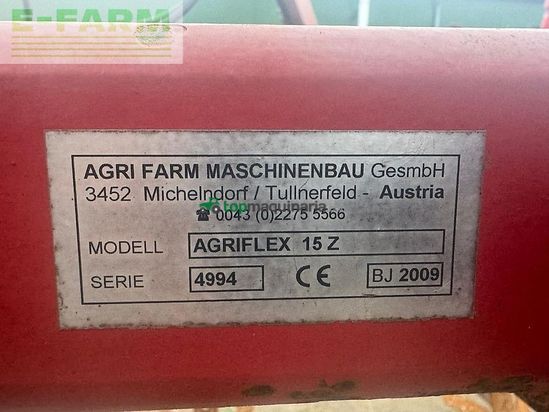 E-FARM
AGRI FARM MASCHINENBAU GesmbH
3452 Michelndorf / Tullnerfeld - Austria
topmaquinaria
☎ 0043 (0)2275 5566
MODELL AGRIFLEX 15 Z
SERIE 4994 CE BJ 2009